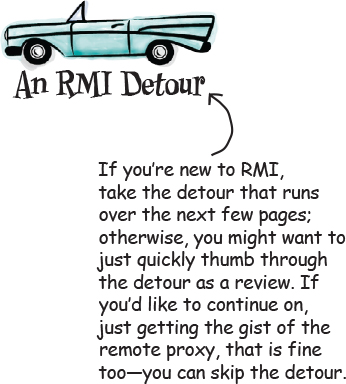 An RMI Detour
If you're new to RMI,
take the detour that runs
over the next few pages;
otherwise, you might want to
just quickly thumb through
the detour as a review. If
you'd like to continue on,
just getting the gist of the
remote proxy, that is fine
too—you can skip the detour.